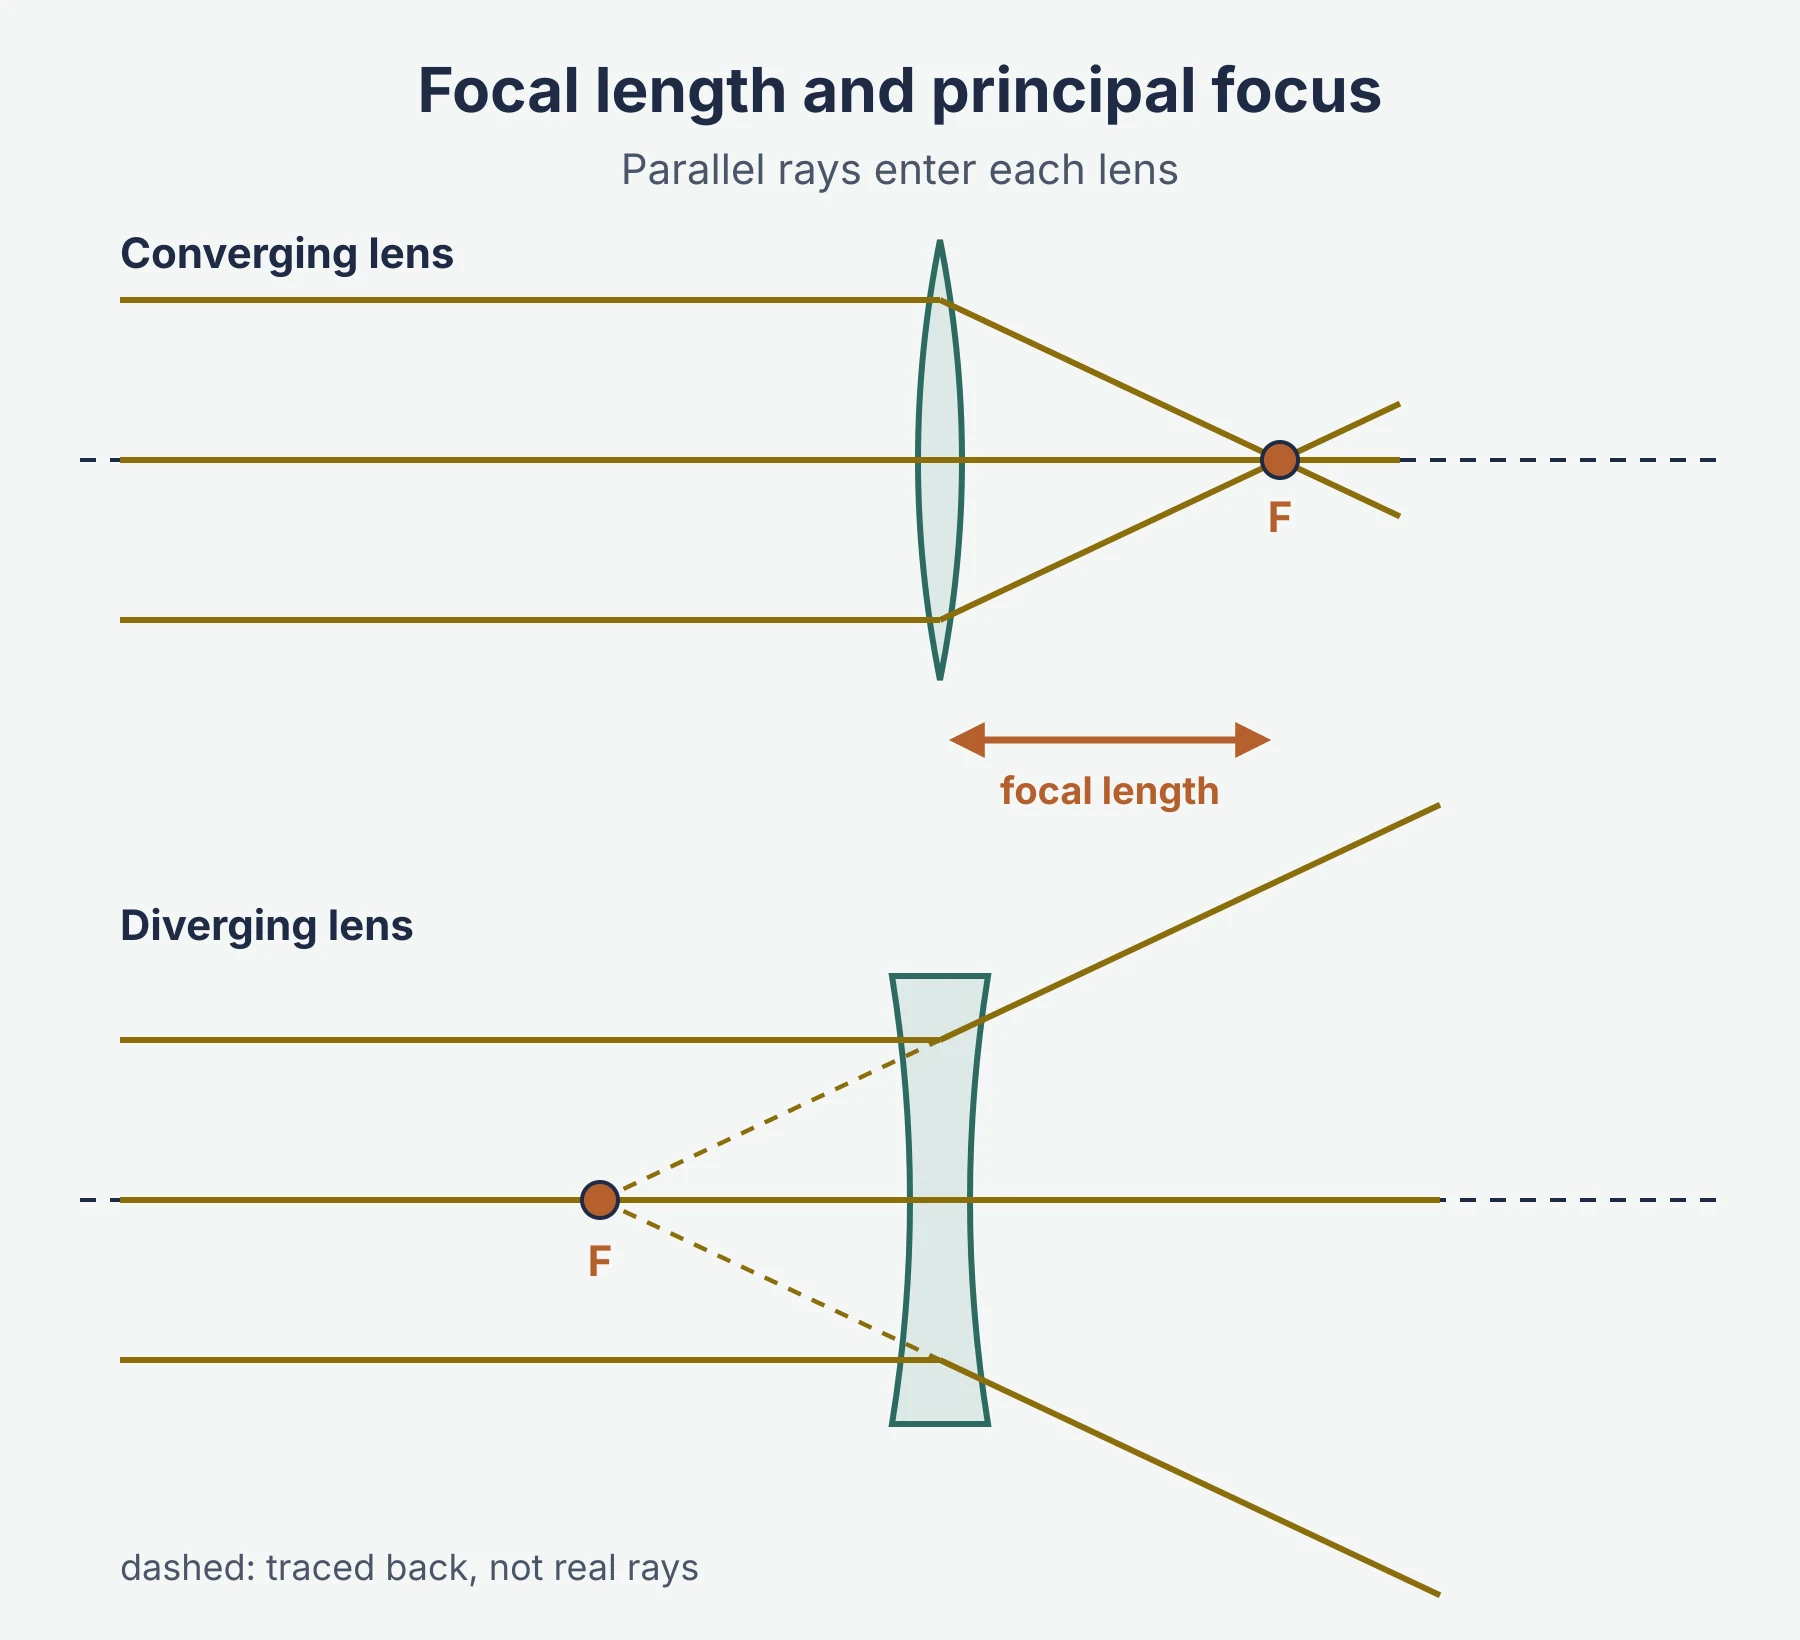 Focal length and principal focus
Parallel rays enter each lens
Converging lens
F
focal length
Diverging lens
F
dashed: traced back, not real rays